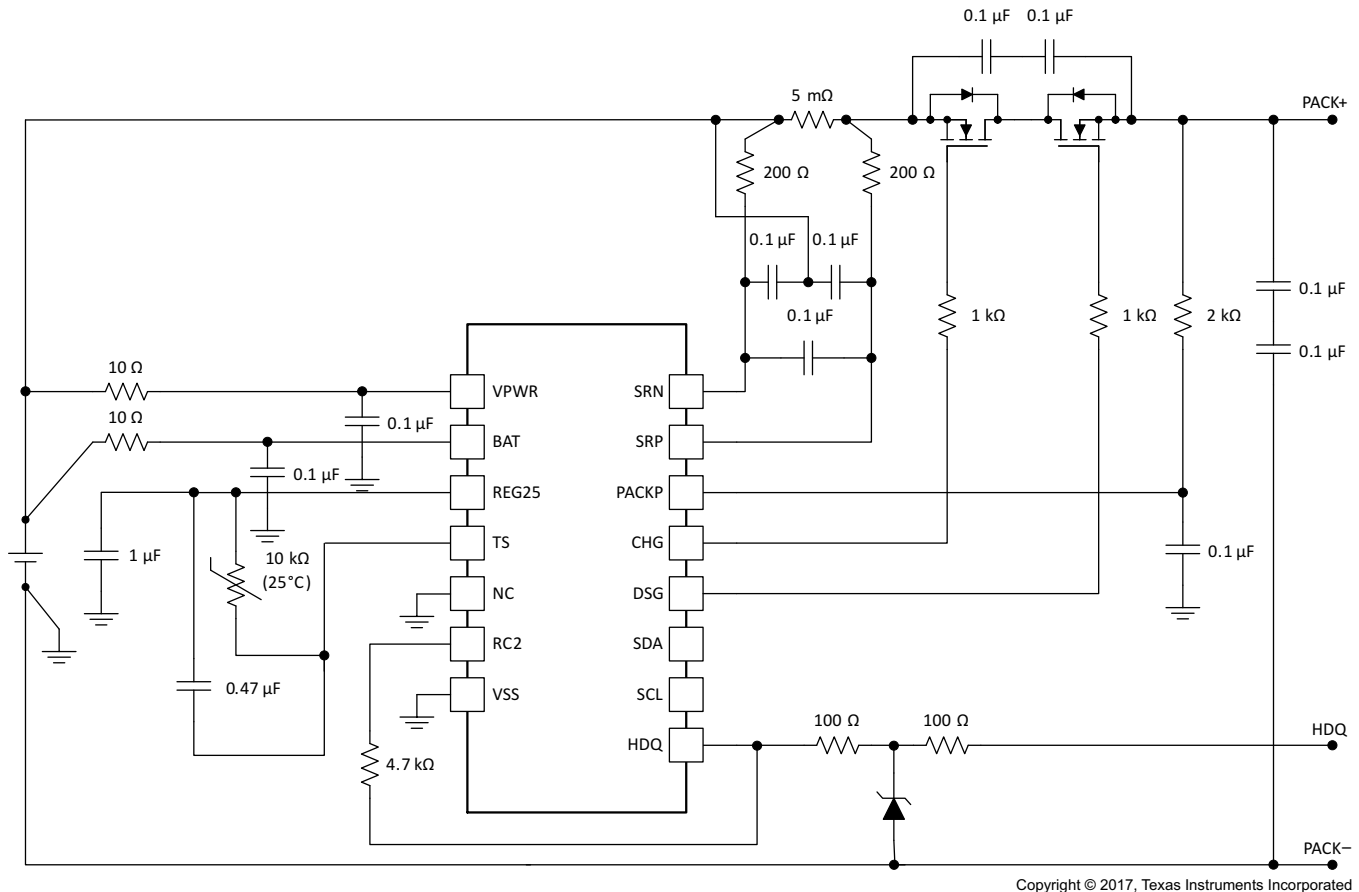 0.1 µF 0.1 µF
5 mΩ
PACK+
200 Ω 200 Ω
0.1 µF 0.1 µF
0.1 µF
1 kΩ 1 kΩ 2 kΩ
0.1 µF
0.1 µF
10 Ω
VPWR SRN
10 Ω
0.1 µF
BAT SRP
0.1 µF
REG25 PACKP
1 µF
10 kΩ
(25°C)
TS CHG
0.1 µF
NC DSG
RC2 SDA
0.47 µF
VSS SCL
100 Ω 100 Ω
HDQ
HDQ
4.7 kΩ
PACK–
Copyright © 2017, Texas Instruments Incorporated